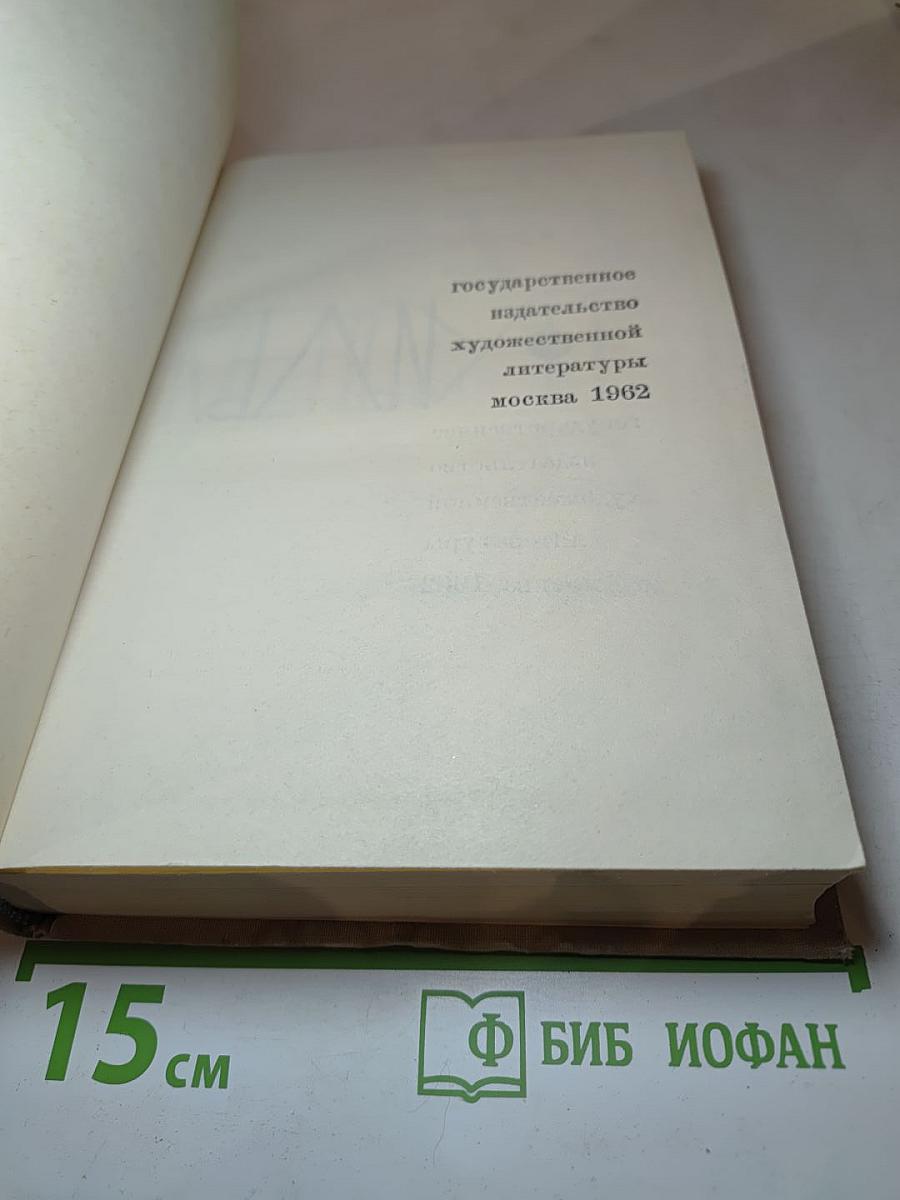 государственное
издательство
художественной
литературы
москва 1962
15 см
Ф БИБ ИОФАН